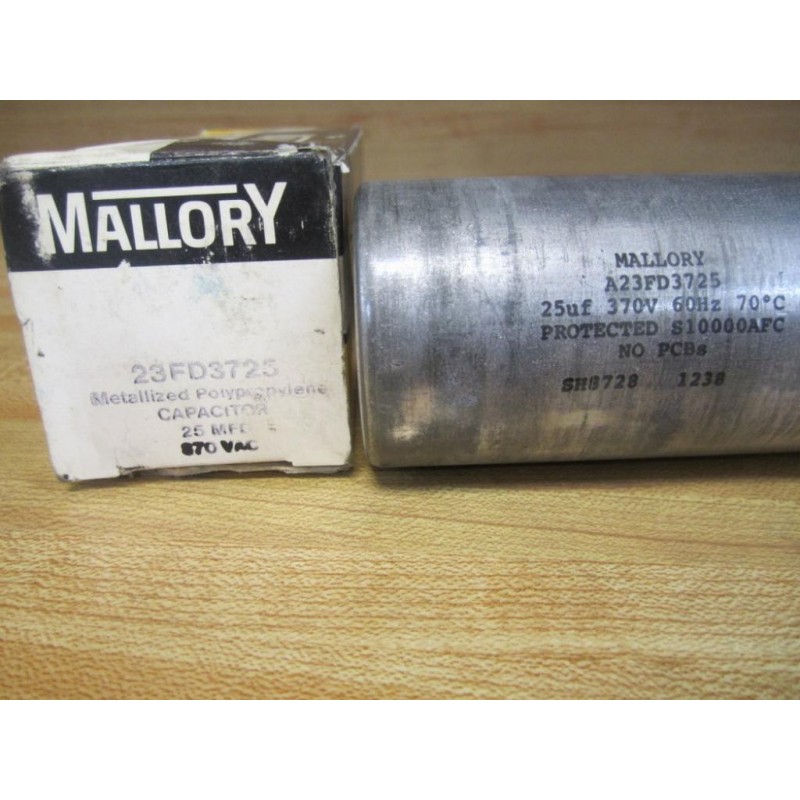 MALLORY
23FD3725
Metallized Polypropylene
CAPACITOR
25 MFD
370 VAC
MALLORY
A23FD3725
25uf 370V 60Hz 70°C
PROTECTED S10000AFC
NO PCBs
SH8728 1238